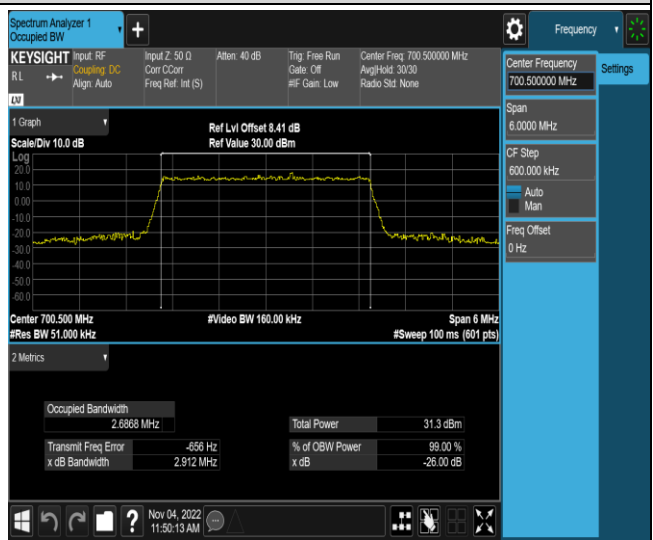 Spectrum Analyzer 1
Occupied BW
+
Frequency
KEYSIGHT
RL
LXI
Input: RF
Coupling: DC
Align: Auto
Input Z: 50 Ω
Corr CCorr
Freq Ref: Int (S)
Atten: 40 dB
Trig: Free Run
Gate: Off
#IF Gain: Low
Center Freq: 700.500000 MHz
Avg|Hold: 30/30
Radio Std: None
Center Frequency
700.500000 MHz
Settings
Span
6.0000 MHz
CF Step
600.000 kHz
Auto
Man
Freq Offset
0 Hz
1 Graph
Scale/Div 10.0 dB
Ref Lvl Offset 8.41 dB
Ref Value 30.00 dBm
Log
20.0
10.0
0.00
-10.0
-20.0
-30.0
-40.0
-50.0
-60.0
Center 700.500 MHz
#Video BW 160.00 kHz
Span 6 MHz
#Res BW 51.000 kHz
#Sweep 100 ms (601 pts)
2 Metrics
Occupied Bandwidth
2.6868 MHz
Total Power 31.3 dBm
Transmit Freq Error -656 Hz
% of OBW Power 99.00 %
x dB Bandwidth 2.912 MHz
x dB -26.00 dB
?
Nov 04, 2022
11:50:13 AM